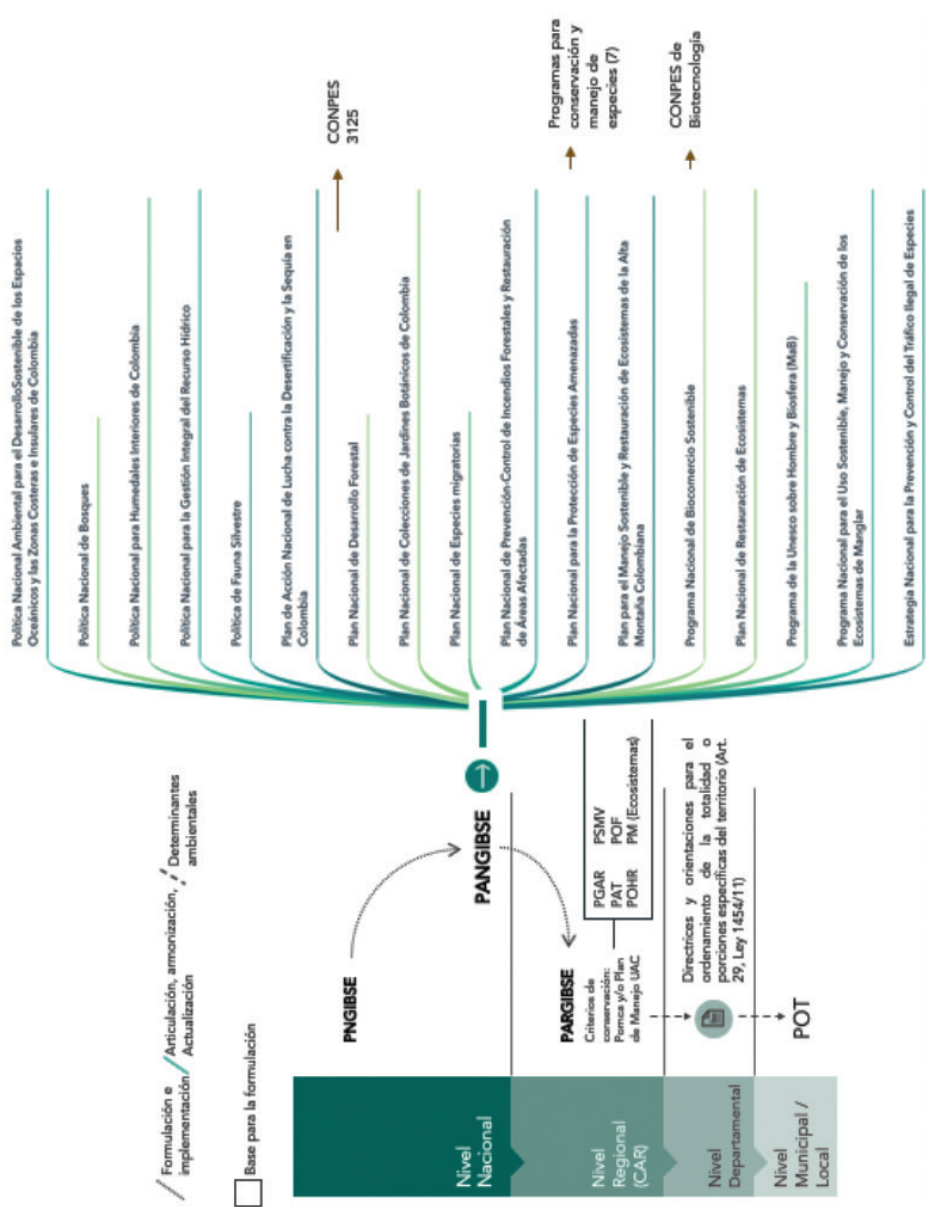 Formulación e
implementación
Articulación, armonización,
Actualización
Determinantes
ambientales
Base para la formulación
Nivel
Nacional
Nivel
Regional
(CAR)
Nivel
Departamental
Nivel
Municipal /
Local
PNGIBSE
PANGIBSE
PARGIBSE
Criterios de
conservación:
Pomca y/o Plan
de Manejo UAC
PGAR PSMV
PAT POF
POHR PM (Ecosistemas)
Directrices y orientaciones para el
ordenamiento de la totalidad o
porciones específicas del territorio (Art.
29, Ley 1454/11)
POT
Política Nacional Ambiental para el DesarrolloSostenible de los Espacios
Oceánicos y las Zonas Costeras e Insulares de Colombia
Política Nacional de Bosques
Política Nacional para Humedales Interiores de Colombia
Política Nacional para la Gestión Integral del Recurso Hídrico
Política de Fauna Silvestre
Plan de Acción Nacional de Lucha contra la Desertificación y la Sequía en
Colombia
Plan Nacional de Desarrollo Forestal
Plan Nacional de Colecciones de Jardines Botánicos de Colombia
Plan Nacional de Especies migratorias
Plan Nacional de Prevención-Control de Incendios Forestales y Restauración
de Áreas Afectadas
Plan Nacional para la Protección de Especies Amenazadas
Plan para el Manejo Sostenible y Restauración de Ecosistemas de la Alta
Montaña Colombiana
Programa Nacional de Biocomercio Sostenible
Plan Nacional de Restauración de Ecosistemas
Programa de la Unesco sobre Hombre y Biosfera (MaB)
Programa Nacional para el Uso Sostenible, Manejo y Conservación de los
Ecosistemas de Manglar
Estrategia Nacional para la Prevención y Control del Tráfico Ilegal de Especies
CONPES
3125
Programas para
conservación y
manejo de
especies (7)
CONPES de
Biotecnología